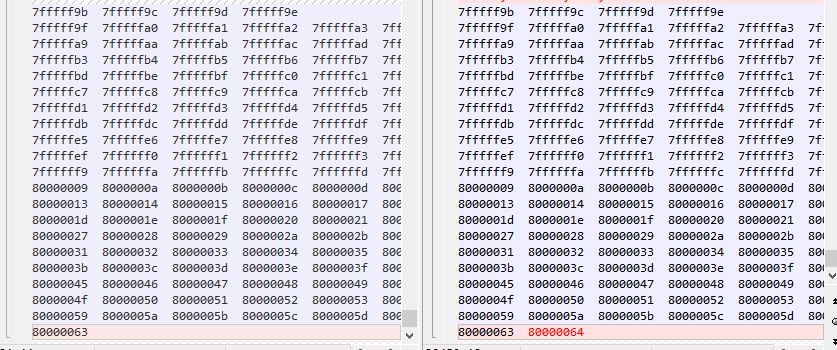 7fffff9b 7fffff9c 7fffff9d 7fffff9e
7fffff9f 7fffffa0 7fffffa1 7fffffa2 7fffffa3 7ff
7fffffa9 7fffffaa 7fffffab 7fffffac 7fffffad 7ff
7fffffb3 7fffffb4 7fffffb5 7fffffb6 7fffffb7 7ff
7fffffbd 7fffffbe 7fffffbf 7fffffc0 7fffffc1 7ff
7fffffc7 7fffffc8 7fffffc9 7fffffca 7fffffcb 7ff
7fffffd1 7fffffd2 7fffffd3 7fffffd4 7fffffd5 7ff
7fffffdb 7fffffdc 7fffffdd 7fffffde 7fffffdf 7ff
7fffffe5 7fffffe6 7fffffe7 7fffffe8 7fffffe9 7ff
7fffffef 7ffffff0 7ffffff1 7ffffff2 7ffffff3 7ff
7ffffff9 7ffffffa 7ffffffb 7ffffffc 7ffffffd 7ff
80000009 8000000a 8000000b 8000000c 8000000d 800
80000013 80000014 80000015 80000016 80000017 800
8000001d 8000001e 8000001f 80000020 80000021 800
80000027 80000028 80000029 8000002a 8000002b 800
80000031 80000032 80000033 80000034 80000035 800
8000003b 8000003c 8000003d 8000003e 8000003f 800
80000045 80000046 80000047 80000048 80000049 800
8000004f 80000050 80000051 80000052 80000053 800
80000059 8000005a 8000005b 8000005c 8000005d 800
80000063
7fffff9b 7fffff9c 7fffff9d 7fffff9e
7fffff9f 7fffffa0 7fffffa1 7fffffa2 7fffffa3 7ff
7fffffa9 7fffffaa 7fffffab 7fffffac 7fffffad 7ff
7fffffb3 7fffffb4 7fffffb5 7fffffb6 7fffffb7 7ff
7fffffbd 7fffffbe 7fffffbf 7fffffc0 7fffffc1 7ff
7fffffc7 7fffffc8 7fffffc9 7fffffca 7fffffcb 7ff
7fffffd1 7fffffd2 7fffffd3 7fffffd4 7fffffd5 7ff
7fffffdb 7fffffdc 7fffffdd 7fffffde 7fffffdf 7ff
7fffffe5 7fffffe6 7fffffe7 7fffffe8 7fffffe9 7ff
7fffffef 7ffffff0 7ffffff1 7ffffff2 7ffffff3 7ff
7ffffff9 7ffffffa 7ffffffb 7ffffffc 7ffffffd 7ff
80000009 8000000a 8000000b 8000000c 8000000d 800
80000013 80000014 80000015 80000016 80000017 800
8000001d 8000001e 8000001f 80000020 80000021 800
80000027 80000028 80000029 8000002a 8000002b 800
80000031 80000032 80000033 80000034 80000035 800
8000003b 8000003c 8000003d 8000003e 8000003f 800
80000045 80000046 80000047 80000048 80000049 800
8000004f 80000050 80000051 80000052 80000053 800
80000059 8000005a 8000005b 8000005c 8000005d 800
80000063 80000064